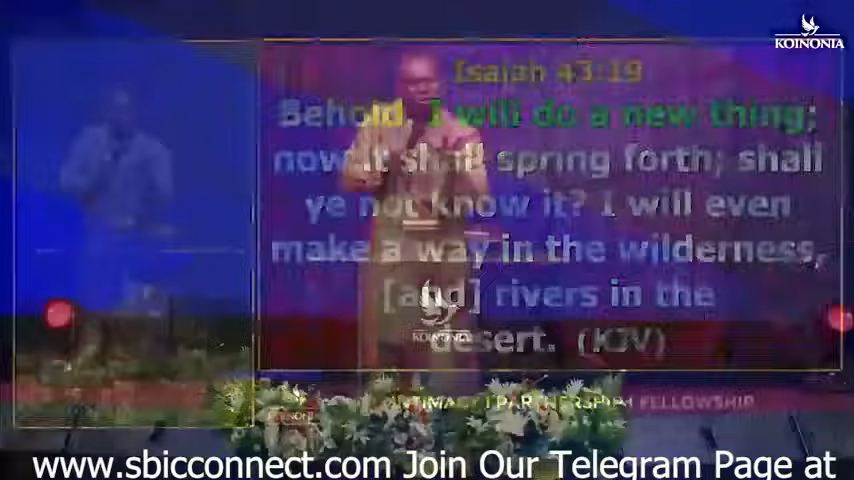 KOINONIA
Isaiah 43:19
Behold, I will do a new thing;
now it shall spring forth; shall
ye not know it? I will even
make a way in the wilderness,
[and] rivers in the
desert. (KJV)
KOINONIA
PARTNERSHIP FELLOWSHIP
www.sbicconnect.com Join Our Telegram Page at